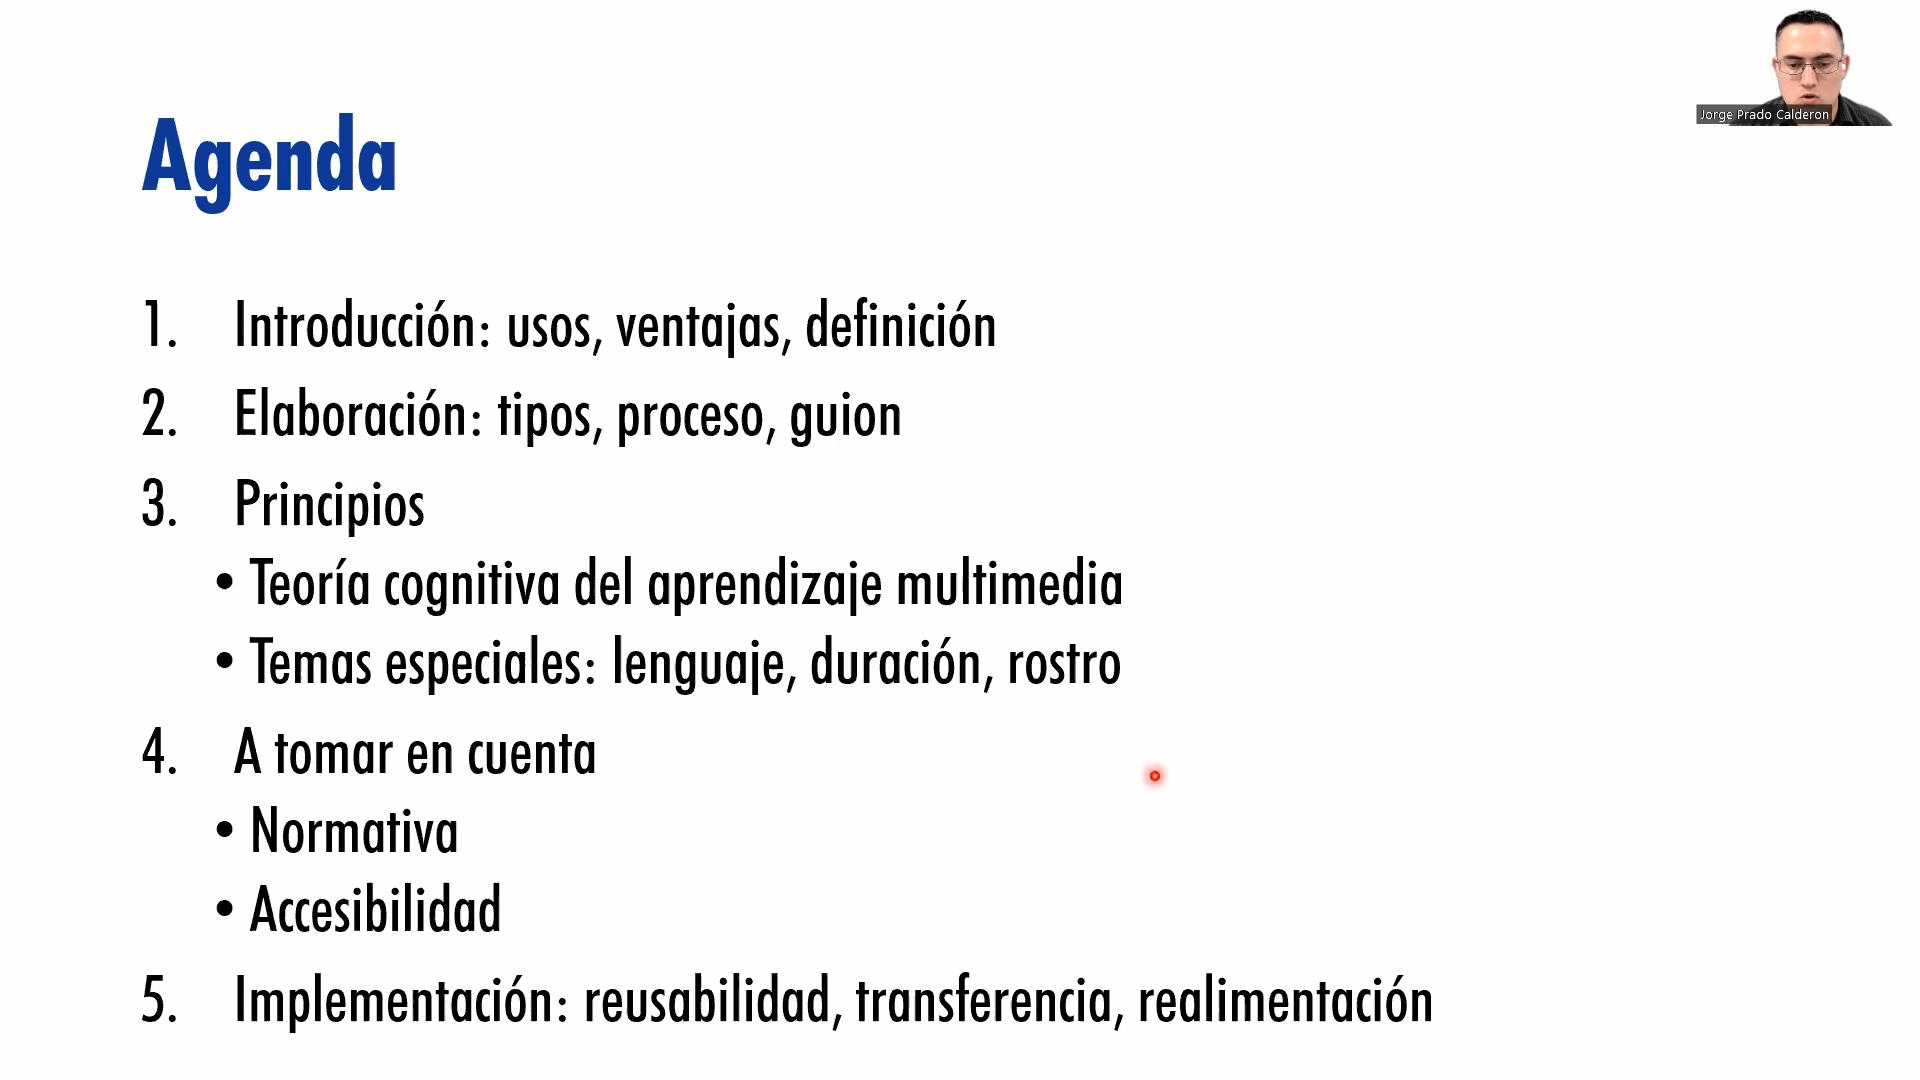 Jorge Prado Calderon
Agenda
1. Introducción: usos, ventajas, definición
2. Elaboración: tipos, proceso, guion
3. Principios
• Teoría cognitiva del aprendizaje multimedia
• Temas especiales: lenguaje, duración, rostro
4. A tomar en cuenta
• Normativa
• Accesibilidad
5. Implementación: reusabilidad, transferencia, realimentación